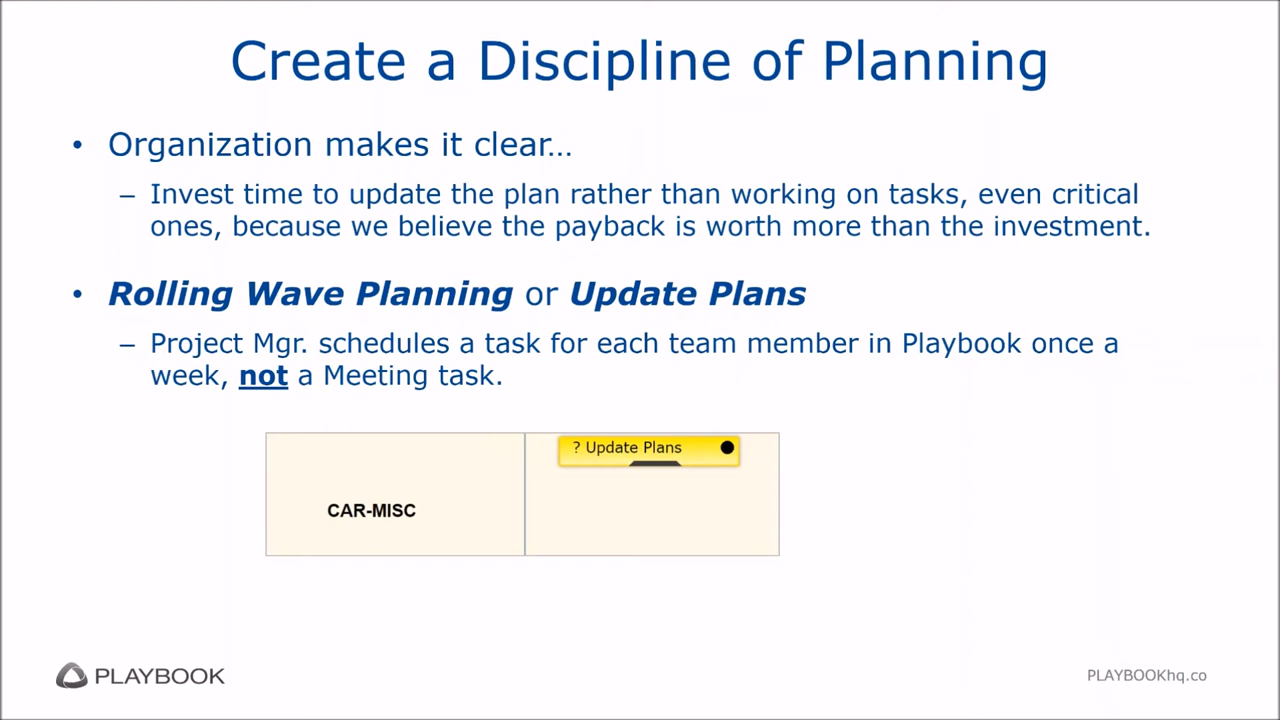 Create a Discipline of Planning
• Organization makes it clear…
– Invest time to update the plan rather than working on tasks, even critical
ones, because we believe the payback is worth more than the investment.
• Rolling Wave Planning or Update Plans
– Project Mgr. schedules a task for each team member in Playbook once a
week, not a Meeting task.
? Update Plans
CAR-MISC
PLAYBOOK
PLAYBOOKhq.co